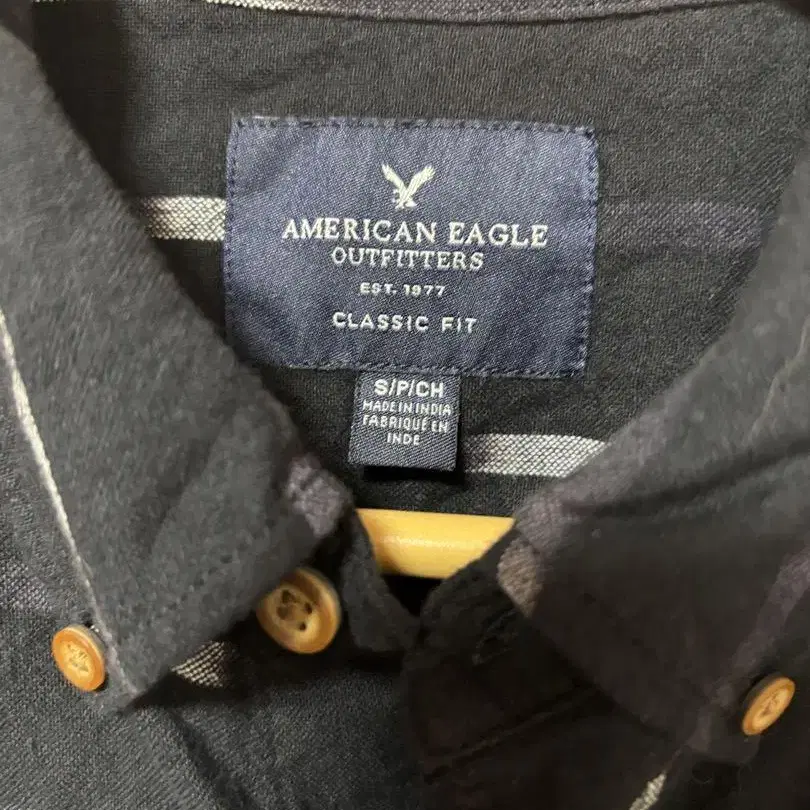 AMERICAN EAGLE
OUTFITTERS
EST. 1977
CLASSIC FIT
S/P/CH
MADE IN INDIA
FABRIQUÉ EN
INDE